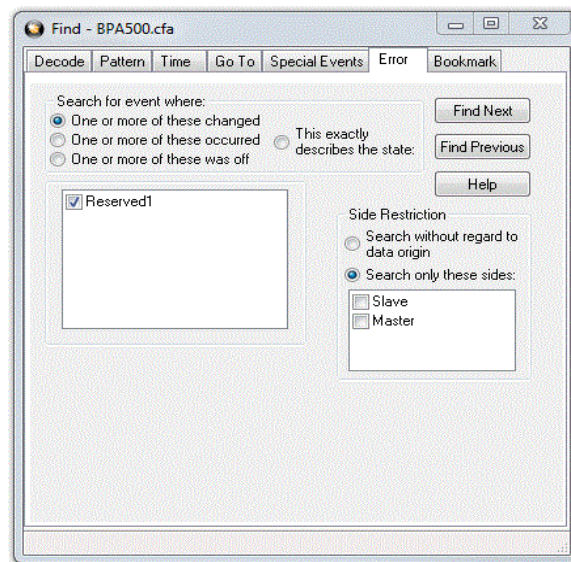 Find - BPA500.cfa
Decode Pattern Time Go To Special Events Error Bookmark
Search for event where:
One or more of these changed
One or more of these occurred
One or more of these was off
This exactly
describes the state:
Find Next
Find Previous
Help
Reserved1
Side Restriction
Search without regard to
data origin
Search only these sides:
Slave
Master